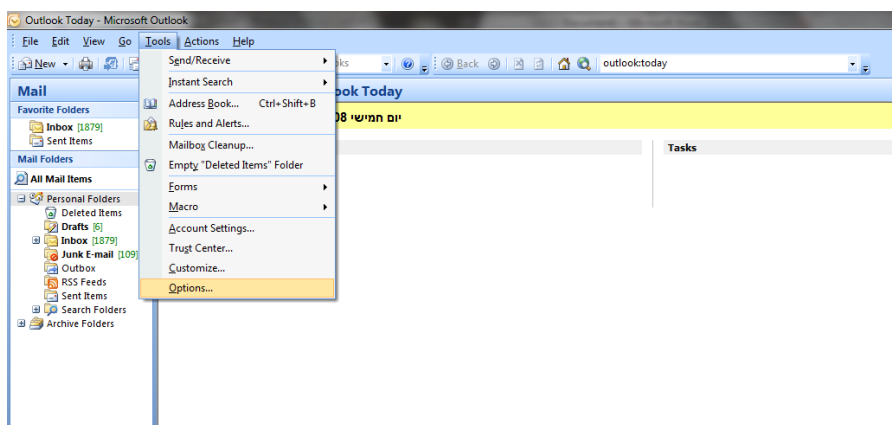 Outlook Today - Microsoft Outlook
File Edit View Go Tools Actions Help
New Back outlook:today
Mail
Favorite Folders
Inbox [1879]
Sent Items
Mail Folders
All Mail Items
Personal Folders
Deleted Items
Drafts [6]
Inbox [1879]
Junk E-mail [109]
Outbox
RSS Feeds
Sent Items
Search Folders
Archive Folders
Send/Receive
Instant Search
Address Book... Ctrl+Shift+B
Rules and Alerts...
Mailbox Cleanup...
Empty "Deleted Items" Folder
Forms
Macro
Account Settings...
Trust Center...
Customize...
Options...
ook Today
יום חמישי 08
Tasks